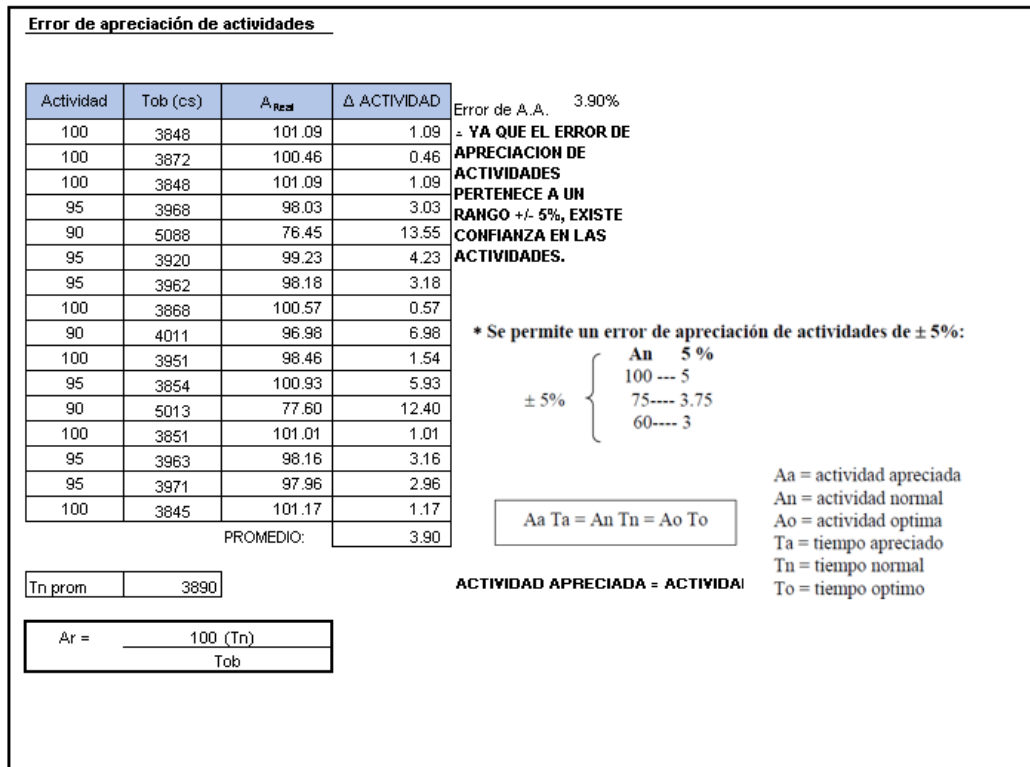 Error de apreciación de actividades
Actividad Tob (cs) A Real Δ ACTIVIDAD
100 3848 101.09 1.09
100 3872 100.46 0.46
100 3848 101.09 1.09
95 3968 98.03 3.03
90 5088 76.45 13.55
95 3920 99.23 4.23
95 3962 98.18 3.18
100 3868 100.57 0.57
90 4011 96.98 6.98
100 3951 98.46 1.54
95 3854 100.93 5.93
90 5013 77.60 12.40
100 3851 101.01 1.01
95 3963 98.16 3.16
95 3971 97.96 2.96
100 3845 101.17 1.17
PROMEDIO: 3.90
Tn prom 3890
Ar = 100 (Tn)
Tob
Error de A.A. 3.90%
= YA QUE EL ERROR DE
APRECIACION DE
ACTIVIDADES
PERTENECE A UN
RANGO +/- 5%, EXISTE
CONFIANZA EN LAS
ACTIVIDADES.
* Se permite un error de apreciación de actividades de ± 5%:
An 5 %
100 --- 5
± 5%
75---- 3.75
60---- 3
Aa Ta = An Tn = Ao To
Aa = actividad apreciada
An = actividad normal
Ao = actividad optima
Ta = tiempo apreciado
Tn = tiempo normal
To = tiempo optimo
ACTIVIDAD APRECIADA = ACTIVIDA